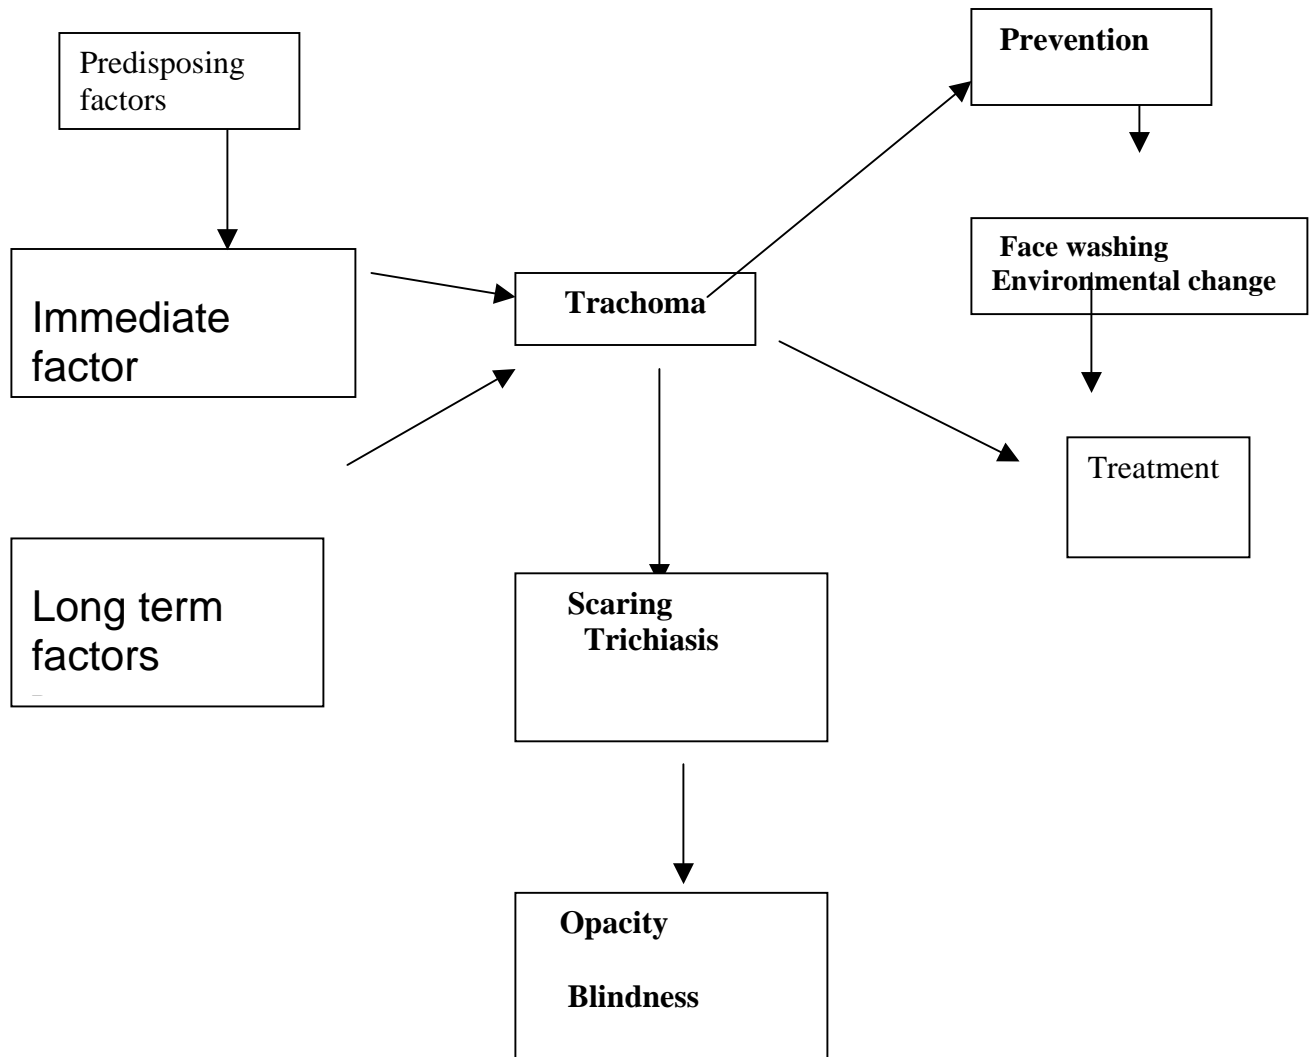 Predisposing
factors
Immediate
factor
Long term
factors
Trachoma
Scaring
Trichiasis
Opacity
Blindness
Prevention
Face washing
Environmental change
Treatment